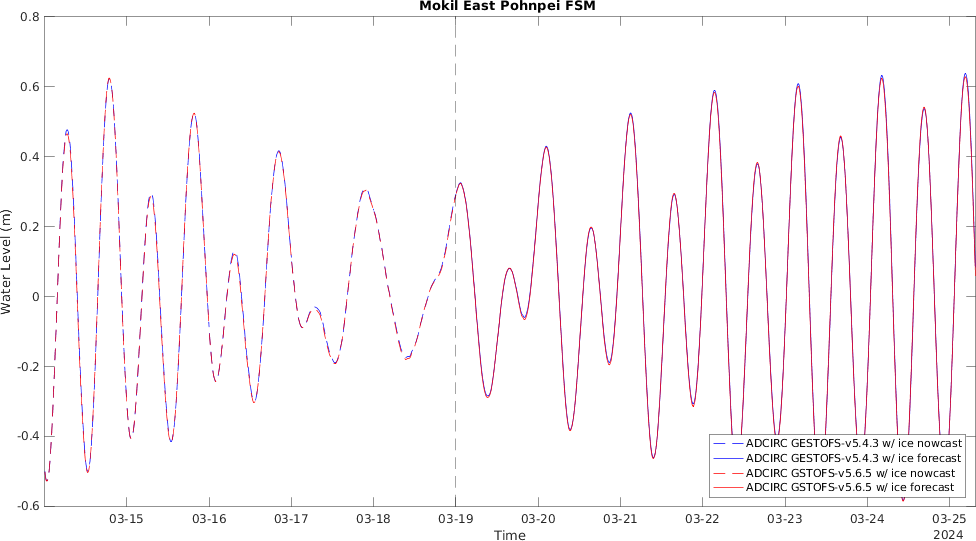 Mokil East Pohnpei FSM
0.8
0.6
0.4
0.2
0
-0.2
-0.4
-0.6
Water Level (m)
03-15 03-16 03-17 03-18 03-19 03-20 03-21 03-22 03-23 03-24 03-25
2024
Time
ADCIRC GESTOFS-v5.4.3 w/ ice nowcast
ADCIRC GESTOFS-v5.4.3 w/ ice forecast
ADCIRC GSTOFS-v5.6.5 w/ ice nowcast
ADCIRC GSTOFS-v5.6.5 w/ ice forecast